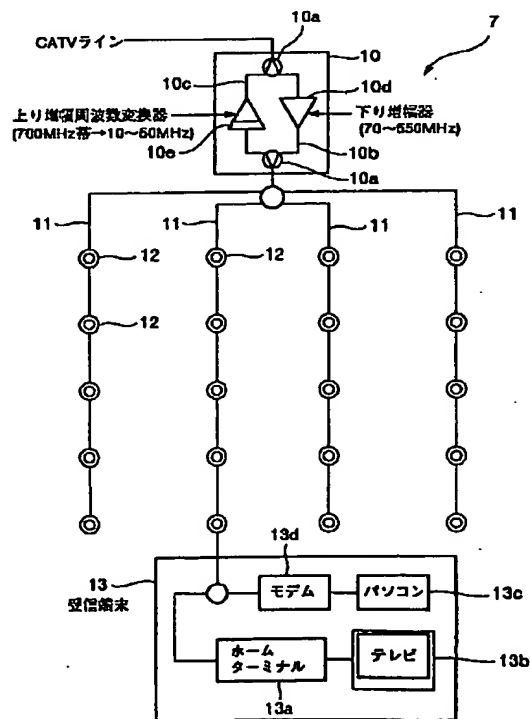 10a
7
CATVライン
10
10c
10d
上り増幅周波数変換器
(700MHz帯→10~50MHz)
下り増幅器
(70~550MHz)
10e
10b
10a
11
11
11
11
12
12
12
13d
13
受信端末
モデム
パソコン
13c
ホーム
ターミナル
テレビ
13b
13a